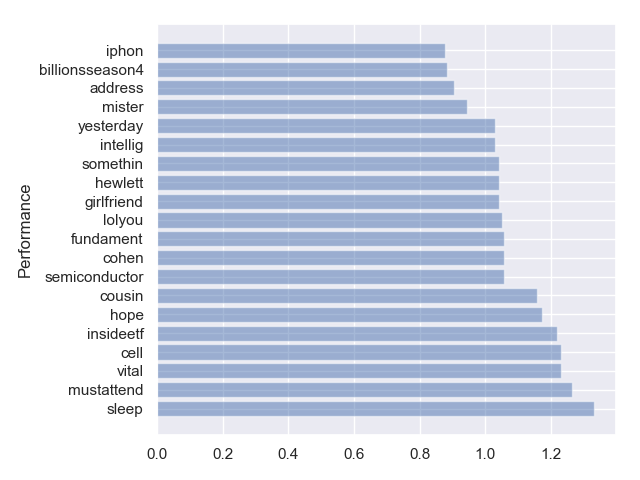 iphon
billionsseason4
address
mister
yesterday
intellig
somethin
hewlett
girlfriend
lolyou
fundament
cohen
semiconductor
cousin
hope
insideetf
cell
vital
mustattend
sleep
Performance
0.0 0.2 0.4 0.6 0.8 1.0 1.2